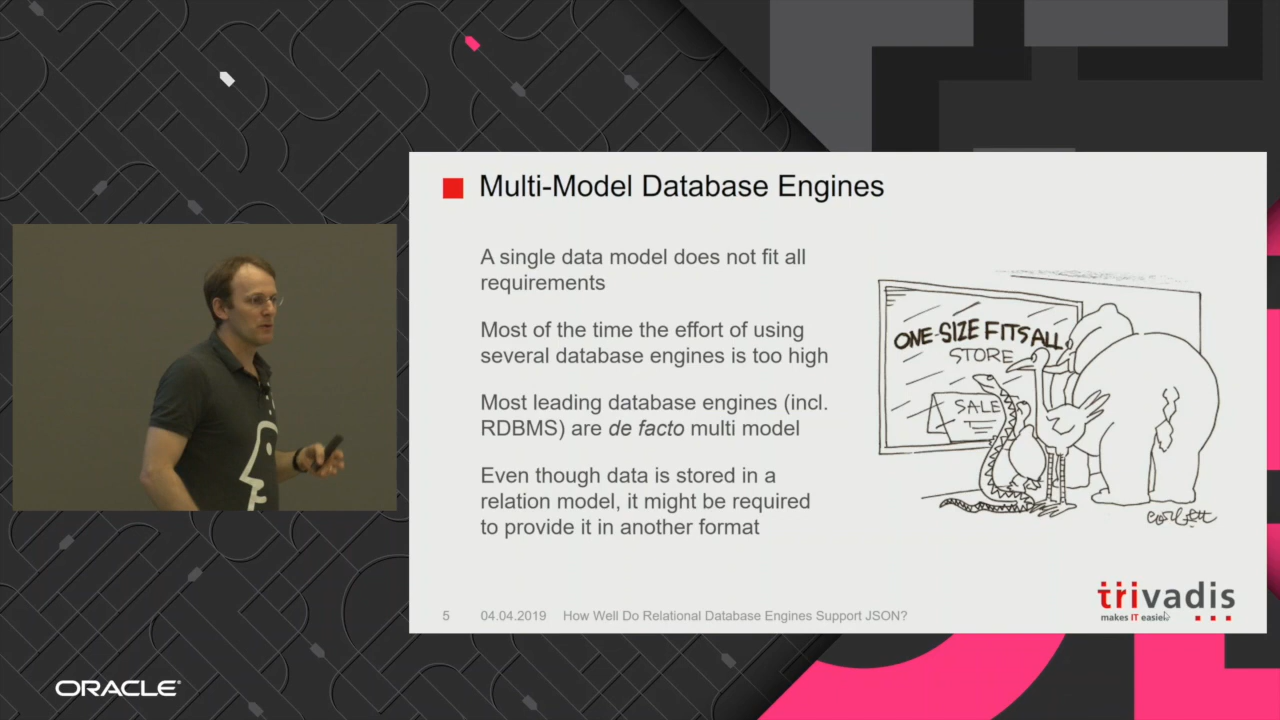 Multi-Model Database Engines
A single data model does not fit all
requirements
Most of the time the effort of using
several database engines is too high
Most leading database engines (incl.
RDBMS) are de facto multi model
Even though data is stored in a
relation model, it might be required
to provide it in another format
ONE-SIZE FITS ALL
STORE
SALE
corbett
trivadis
makes IT easier.
5 04.04.2019 How Well Do Relational Database Engines Support JSON?
ORACLE